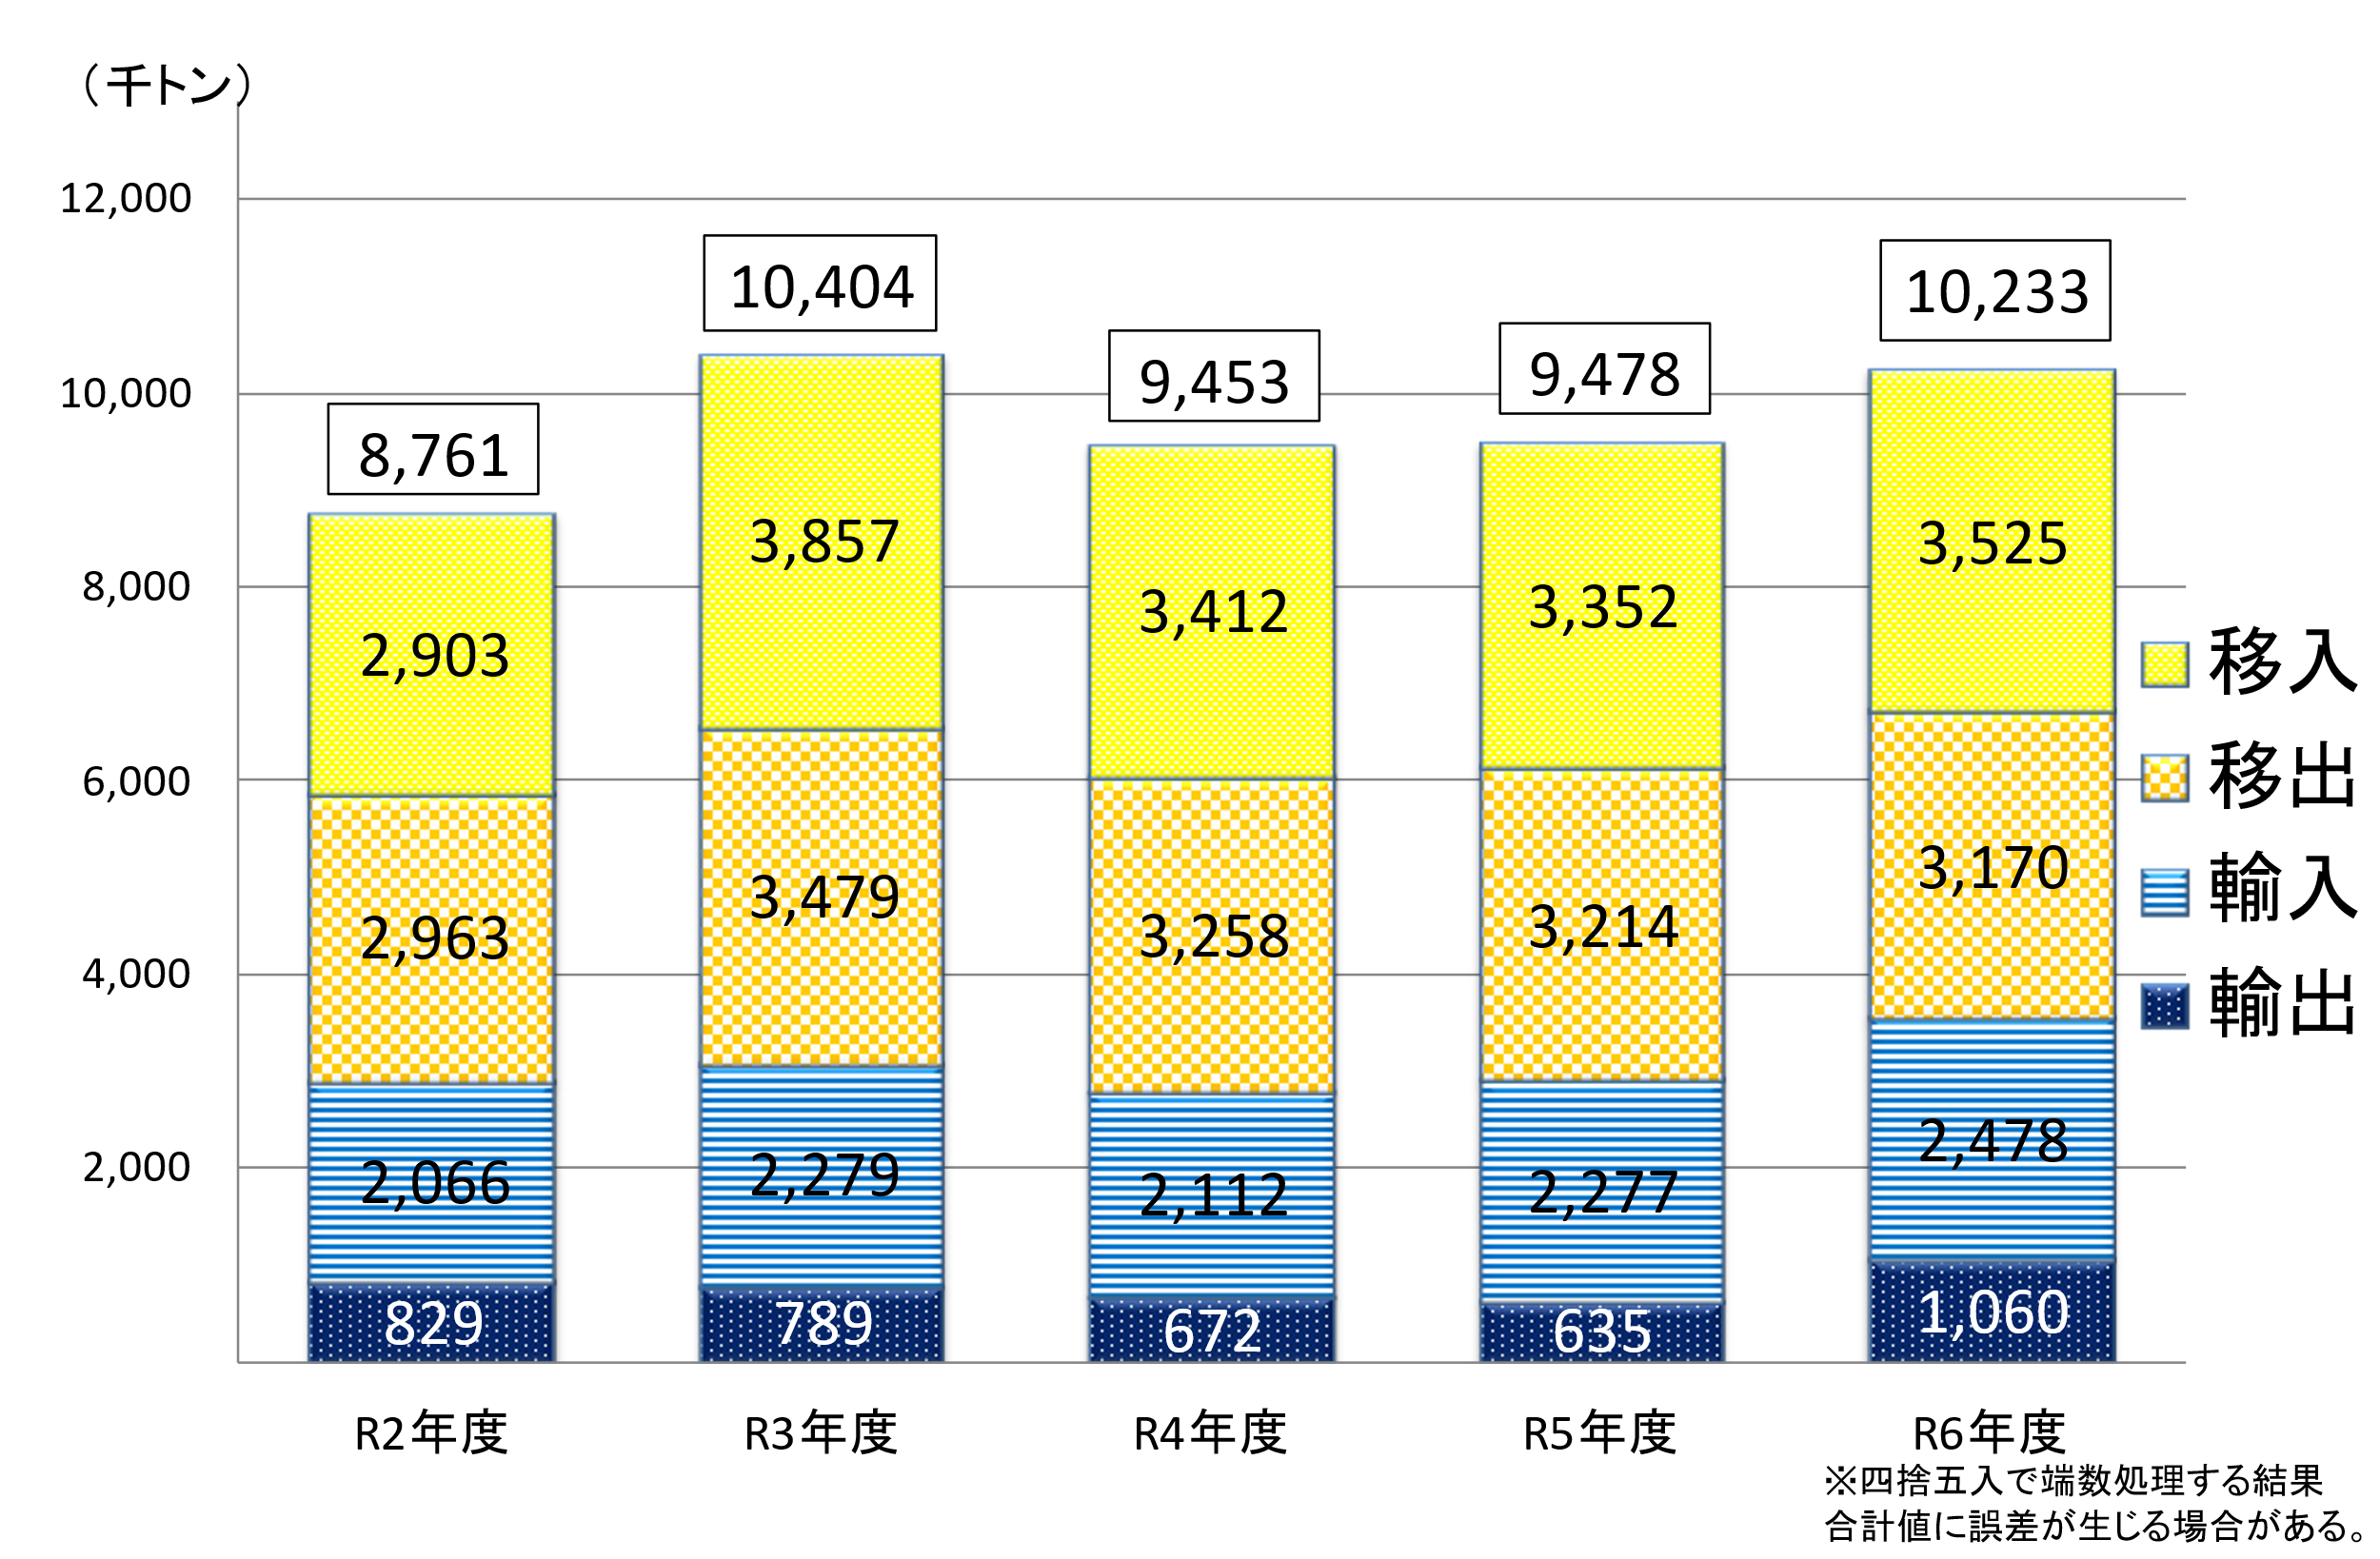 （千トン）
12,000
10,000
8,000
6,000
4,000
2,000
8,761
10,404
9,453
9,478
10,233
2,903
3,857
3,412
3,352
3,525
2,963
3,479
3,258
3,214
3,170
2,066
2,279
2,112
2,277
2,478
829
789
672
635
1,060
R2年度
R3年度
R4年度
R5年度
R6年度
移入
移出
輸入
輸出
※四捨五入で端数処理する結果
合計値に誤差が生じる場合がある。